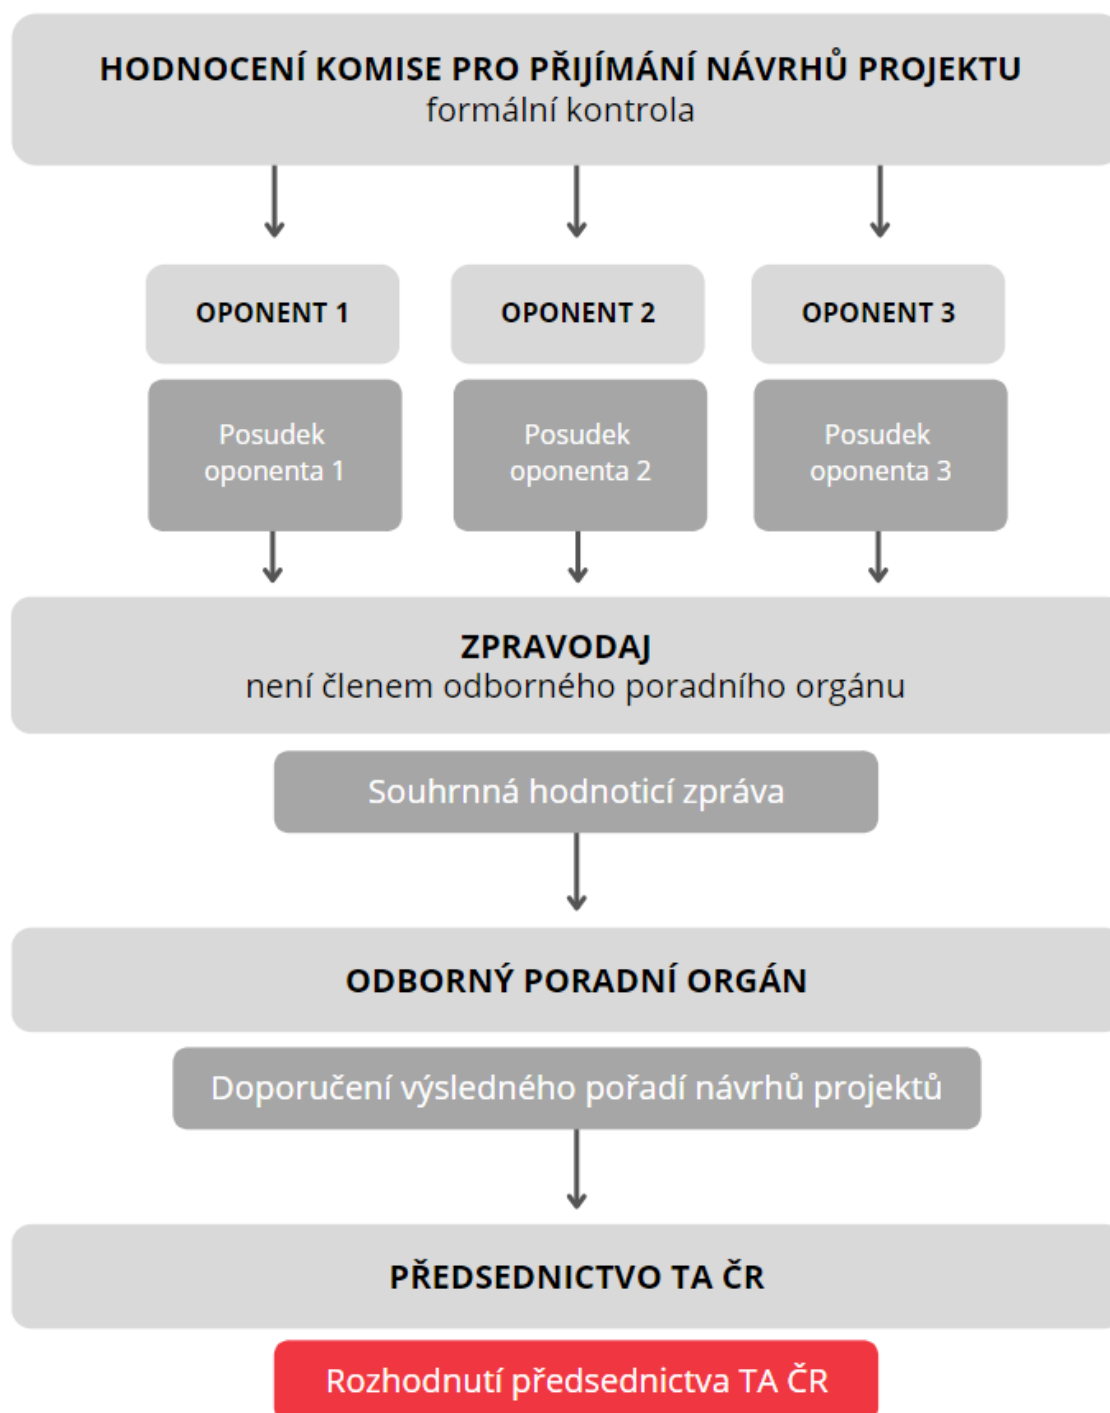 HODNOCENÍ KOMISE PRO PŘIJÍMÁNÍ NÁVRHŮ PROJEKTU
formální kontrola
OPONENT 1
OPONENT 2
OPONENT 3
Posudek
oponenta 1
Posudek
oponenta 2
Posudek
oponenta 3
ZPRAVODAJ
není členem odborného poradního orgánu
Souhrnná hodnoticí zpráva
ODBORNÝ PORADNÍ ORGÁN
Doporučení výsledného pořadí návrhů projektů
PŘEDSEDNICTVO TA ČR
Rozhodnutí předsednictva TA ČR